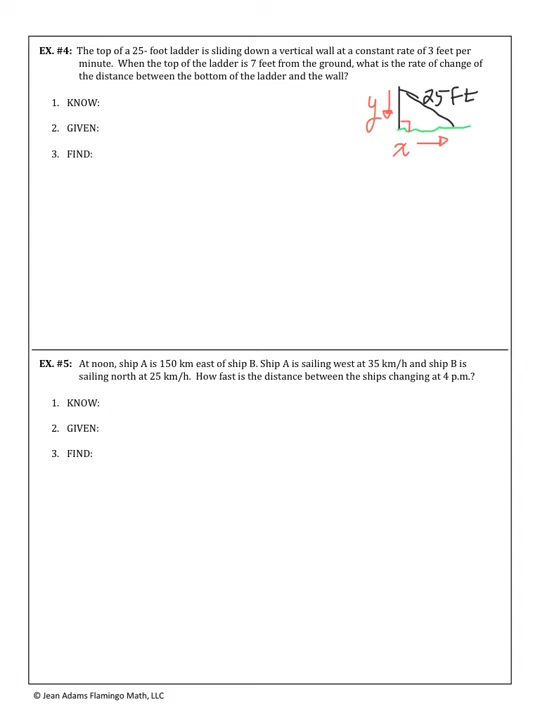 EX. #4: The top of a 25- foot ladder is sliding down a vertical wall at a constant rate of 3 feet per
minute. When the top of the ladder is 7 feet from the ground, what is the rate of change of
the distance between the bottom of the ladder and the wall?
1. KNOW:
2. GIVEN:
3. FIND:
25 Ft
y
x
EX. #5: At noon, ship A is 150 km east of ship B. Ship A is sailing west at 35 km/h and ship B is
sailing north at 25 km/h. How fast is the distance between the ships changing at 4 p.m.?
1. KNOW:
2. GIVEN:
3. FIND:
© Jean Adams Flamingo Math, LLC